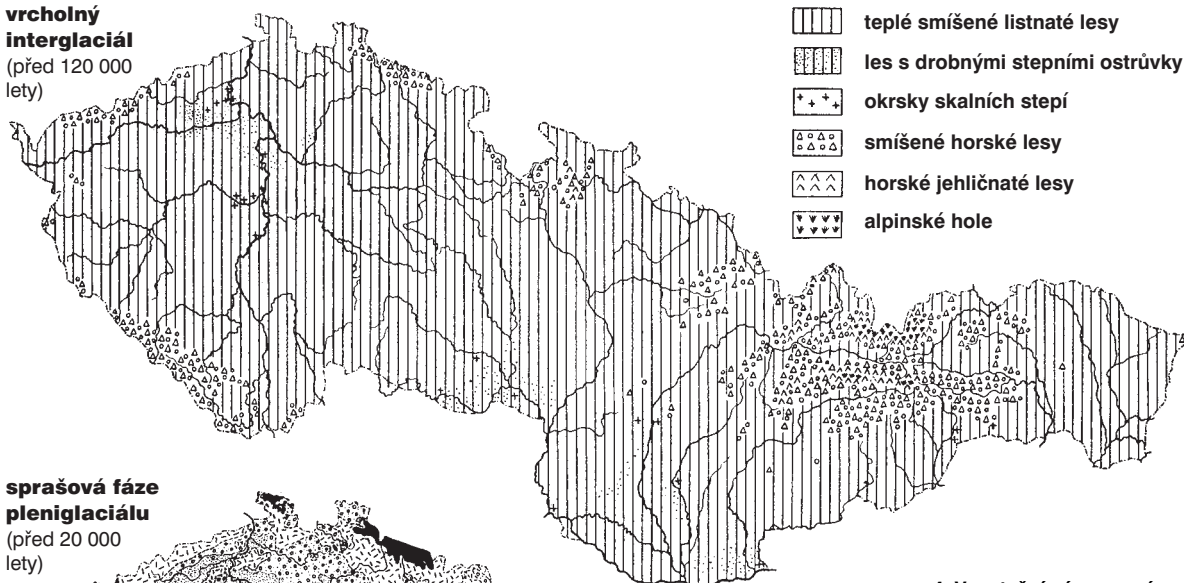 vrcholný
interglaciál
(před 120 000
lety)
teplé smíšené listnaté lesy
les s drobnými stepními ostrůvky
okrsky skalních stepí
smíšené horské lesy
horské jehličnaté lesy
alpinské hole
sprašová fáze
pleniglaciálu
(před 20 000
lety)